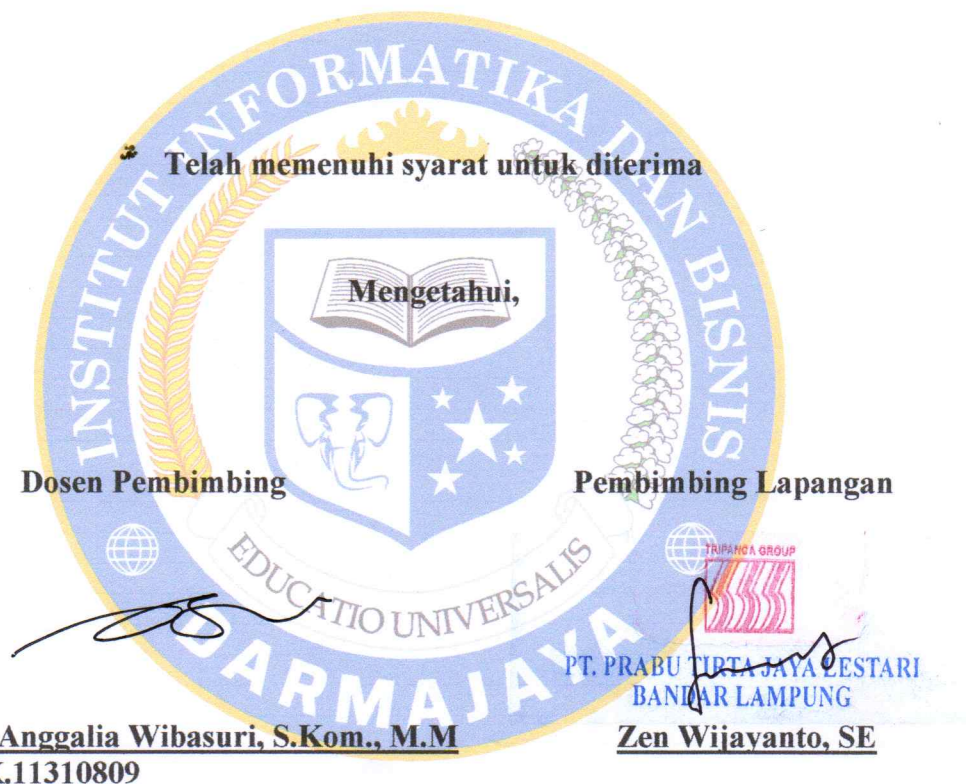 INSTITUT INFORMATIKA DAN BISNIS
Telah memenuhi syarat untuk diterima
Mengetahui,
Dosen Pembimbing
Pembimbing Lapangan
EDUCATIO UNIVERSALIS
DARMAJAYA
TRIPANCA GROUP
PT. PRABU TIRTA JAYA LESTARI
BANDAR LAMPUNG
Anggalia Wibasuri, S.Kom., M.M
Zen Wijayanto, SE
.11310809